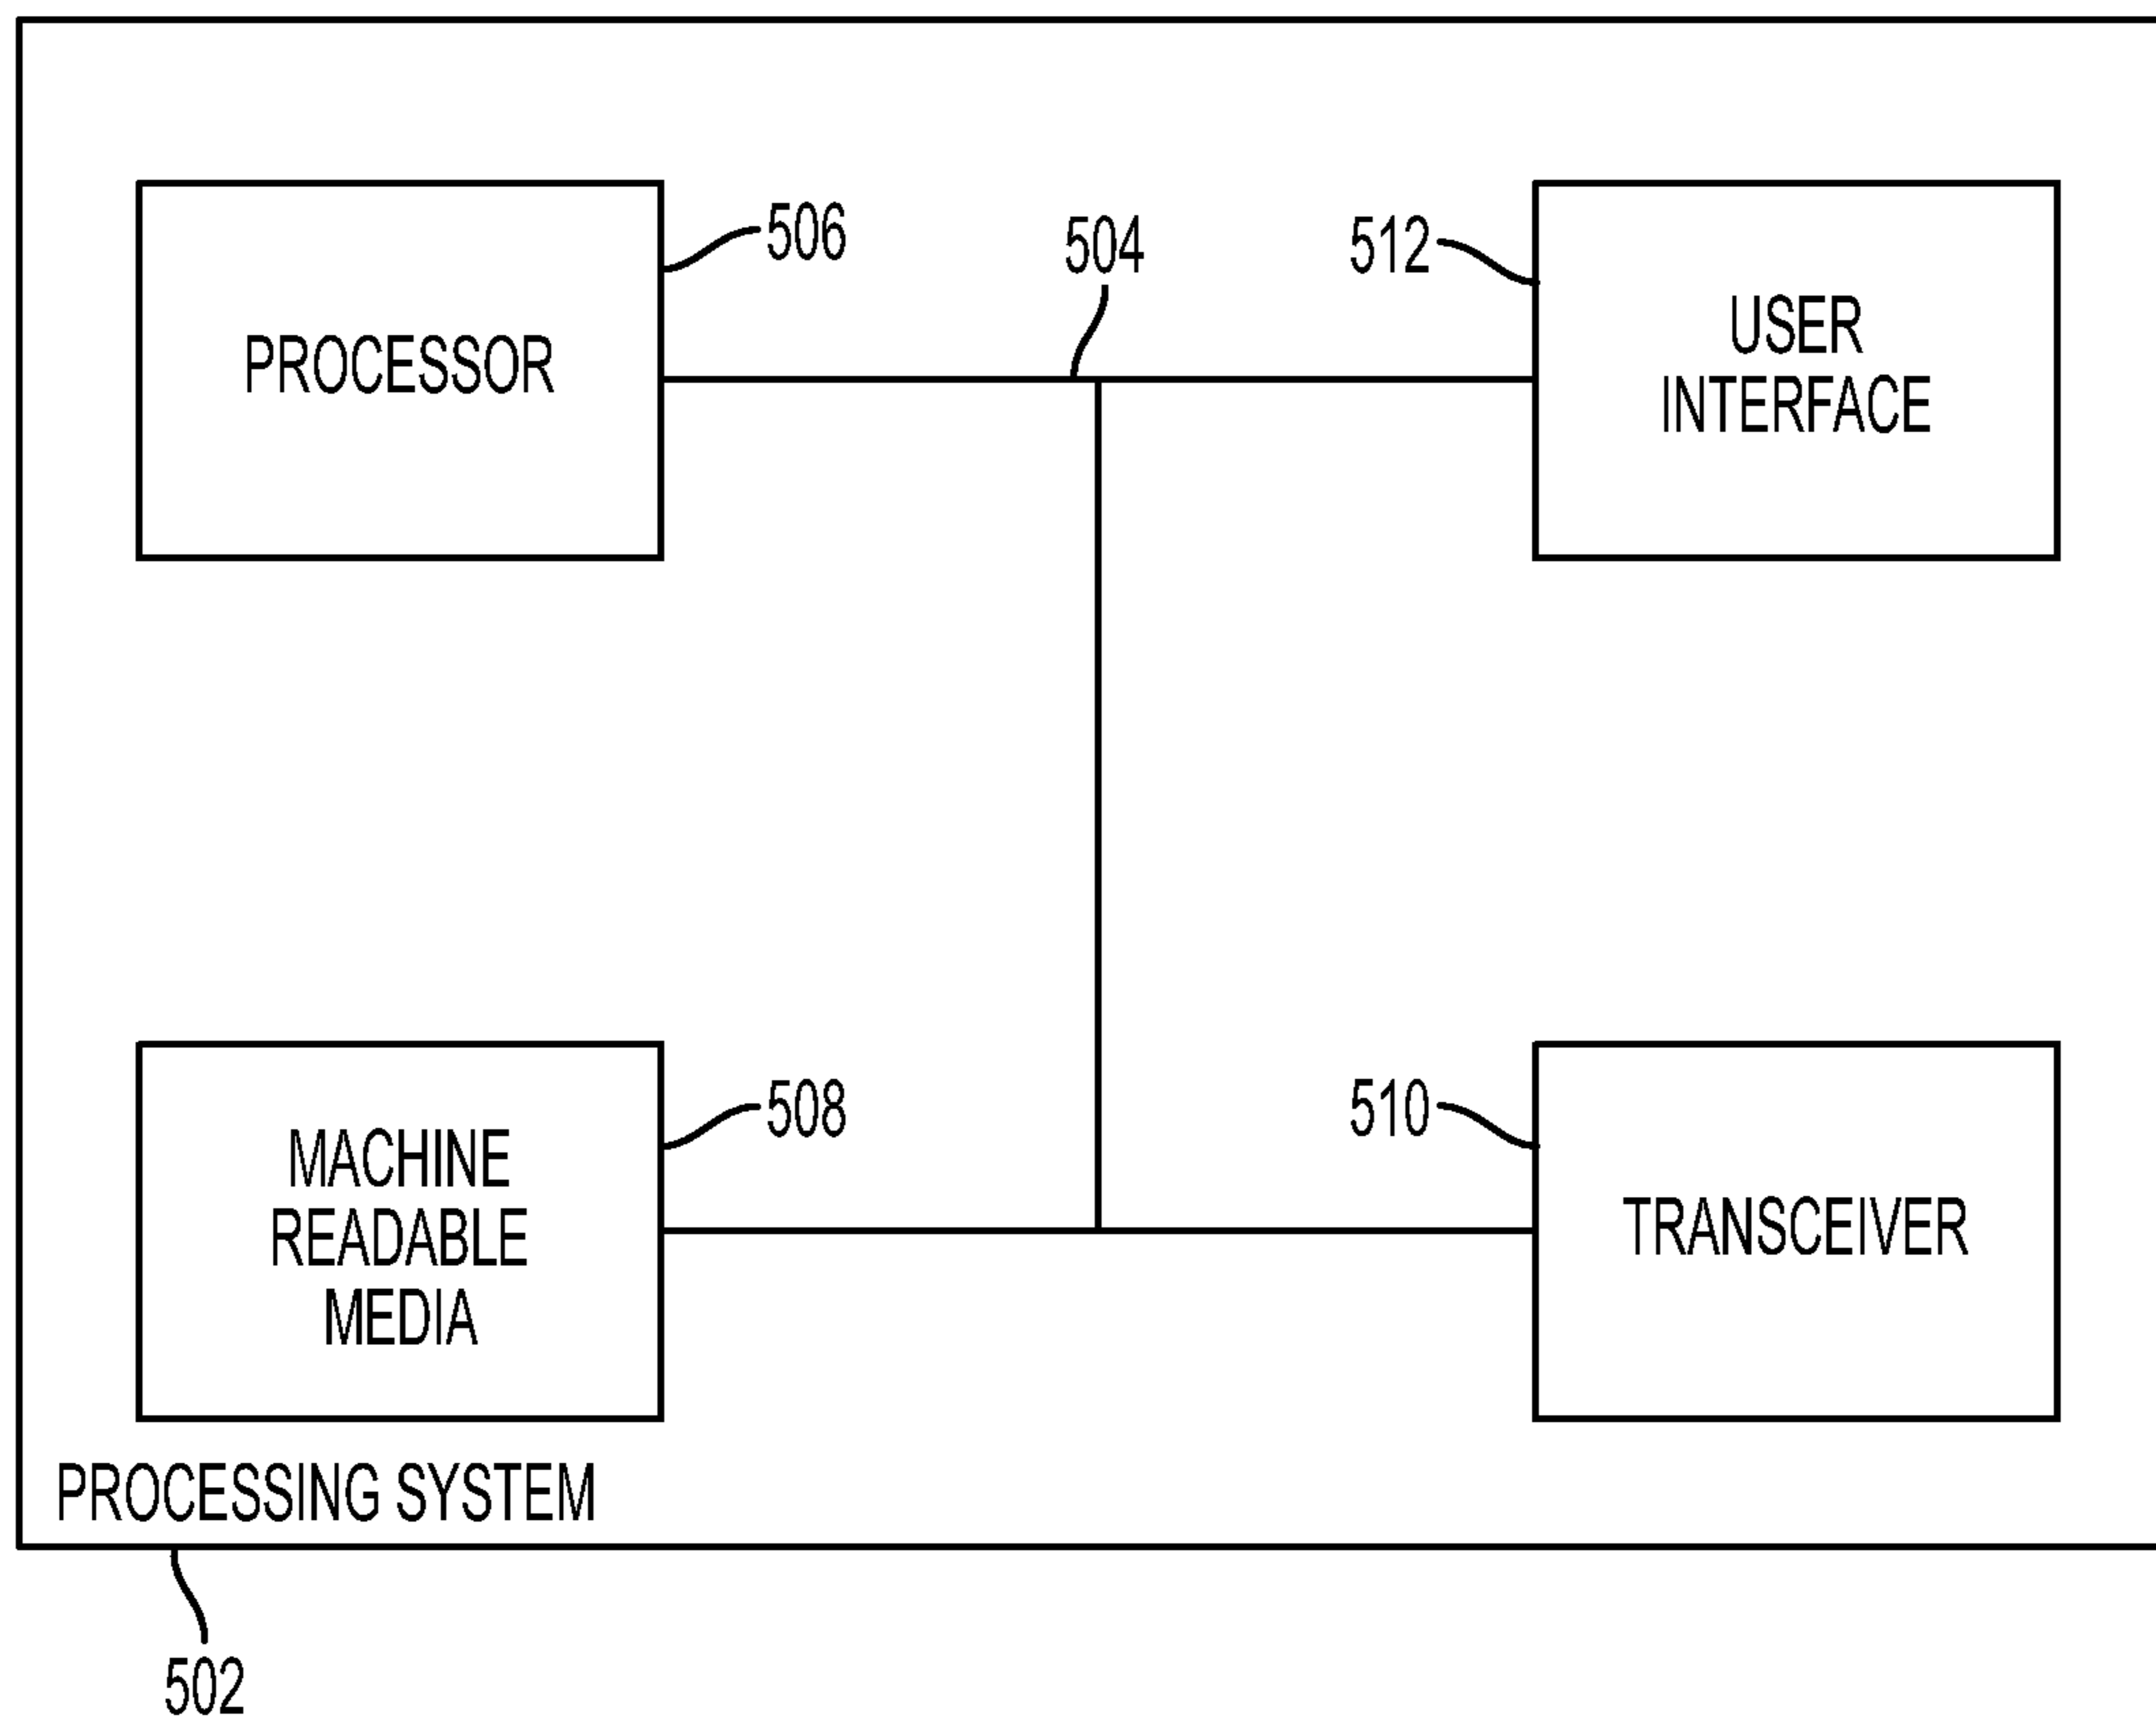 506
504
512
PROCESSOR
USER
INTERFACE
508
510
MACHINE
READABLE
MEDIA
TRANSCEIVER
PROCESSING SYSTEM
502